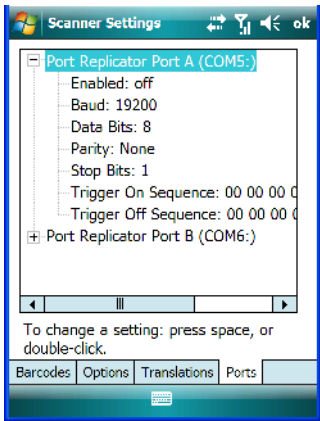 Scanner Settings ok
Port Replicator Port A (COM5:)
Enabled: off
Baud: 19200
Data Bits: 8
Parity: None
Stop Bits: 1
Trigger On Sequence: 00 00 00 0
Trigger Off Sequence: 00 00 00 0
Port Replicator Port B (COM6:)
To change a setting: press space, or
double-click.
Barcodes Options Translations Ports